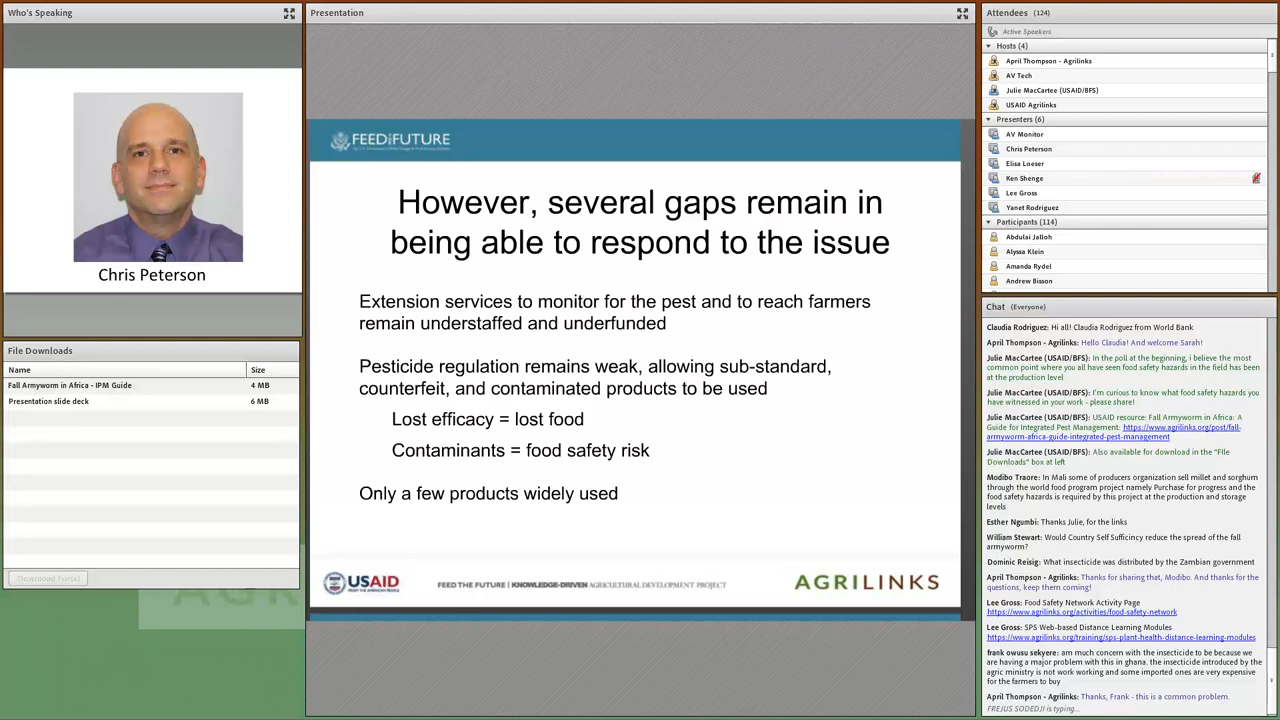 Who's Speaking
Chris Peterson
File Downloads
Name Size
Fall Armyworm in Africa - IPM Guide 4 MB
Presentation slide deck 6 MB
Download File(s)
Presentation
FEED THE FUTURE
However, several gaps remain in
being able to respond to the issue
Extension services to monitor for the pest and to reach farmers
remain understaffed and underfunded
Pesticide regulation remains weak, allowing sub-standard,
counterfeit, and contaminated products to be used
Lost efficacy = lost food
Contaminants = food safety risk
Only a few products widely used
USAID
FROM THE AMERICAN PEOPLE
FEED THE FUTURE | KNOWLEDGE-DRIVEN AGRICULTURAL DEVELOPMENT PROJECT
AGRILINKS
Attendees (124)
Active Speakers
Hosts (4)
April Thompson - Agrilinks
AV Tech
Julie MacCartee (USAID/BFS)
USAID Agrilinks
Presenters (6)
AV Monitor
Chris Peterson
Elisa Loeser
Ken Shenge
Lee Gross
Yanet Rodriguez
Participants (114)
Abdulai Jalloh
Alyssa Klein
Amanda Rydel
Andrew Bisson
Chat (Everyone)
Claudia Rodriguez: Hi all! Claudia Rodriguez from World Bank
April Thompson - Agrilinks: Hello Claudia! And welcome Sarah!
Julie MacCartee (USAID/BFS): In the poll at the beginning, i believe the most
common point where you all have seen food safety hazards in the field has been
at the production level
Julie MacCartee (USAID/BFS): I'm curious to know what food safety hazards you
have witnessed in your work - please share!
Julie MacCartee (USAID/BFS): USAID resource: Fall Armyworm in Africa: A
Guide for Integrated Pest Management: https://www.agrilinks.org/post/fall-
armyworm-africa-guide-integrated-pest-management
Julie MacCartee (USAID/BFS): Also available for download in the "File
Downloads" box at left
Modibo Traore: In Mali some of producers organization sell millet and sorghum
through the world food program project namely Purchase for progress and the
food safety hazards is required by this project at the production and storage
levels
Esther Ngumbi: Thanks Julie, for the links
William Stewart: Would Country Self Sufficincy reduce the spread of the fall
armyworm?
Dominic Reisig: What insecticide was distributed by the Zambian government
April Thompson - Agrilinks: Thanks for sharing that, Modibo. And thanks for the
questions, keep them coming!
Lee Gross: Food Safety Network Activity Page
https://www.agrilinks.org/activities/food-safety-network
Lee Gross: SPS Web-based Distance Learning Modules
https://www.agrilinks.org/training/sps-plant-health-distance-learning-modules
frank owusu sekyere: am much concern with the insecticide to be because we
are having a major problem with this in ghana. the insecticide introduced by the
agric ministry is not work working and some imported ones are very expensive
for the farmers to buy
April Thompson - Agrilinks: Thanks, Frank - this is a common problem.
FREJUS SODEDJI is typing...